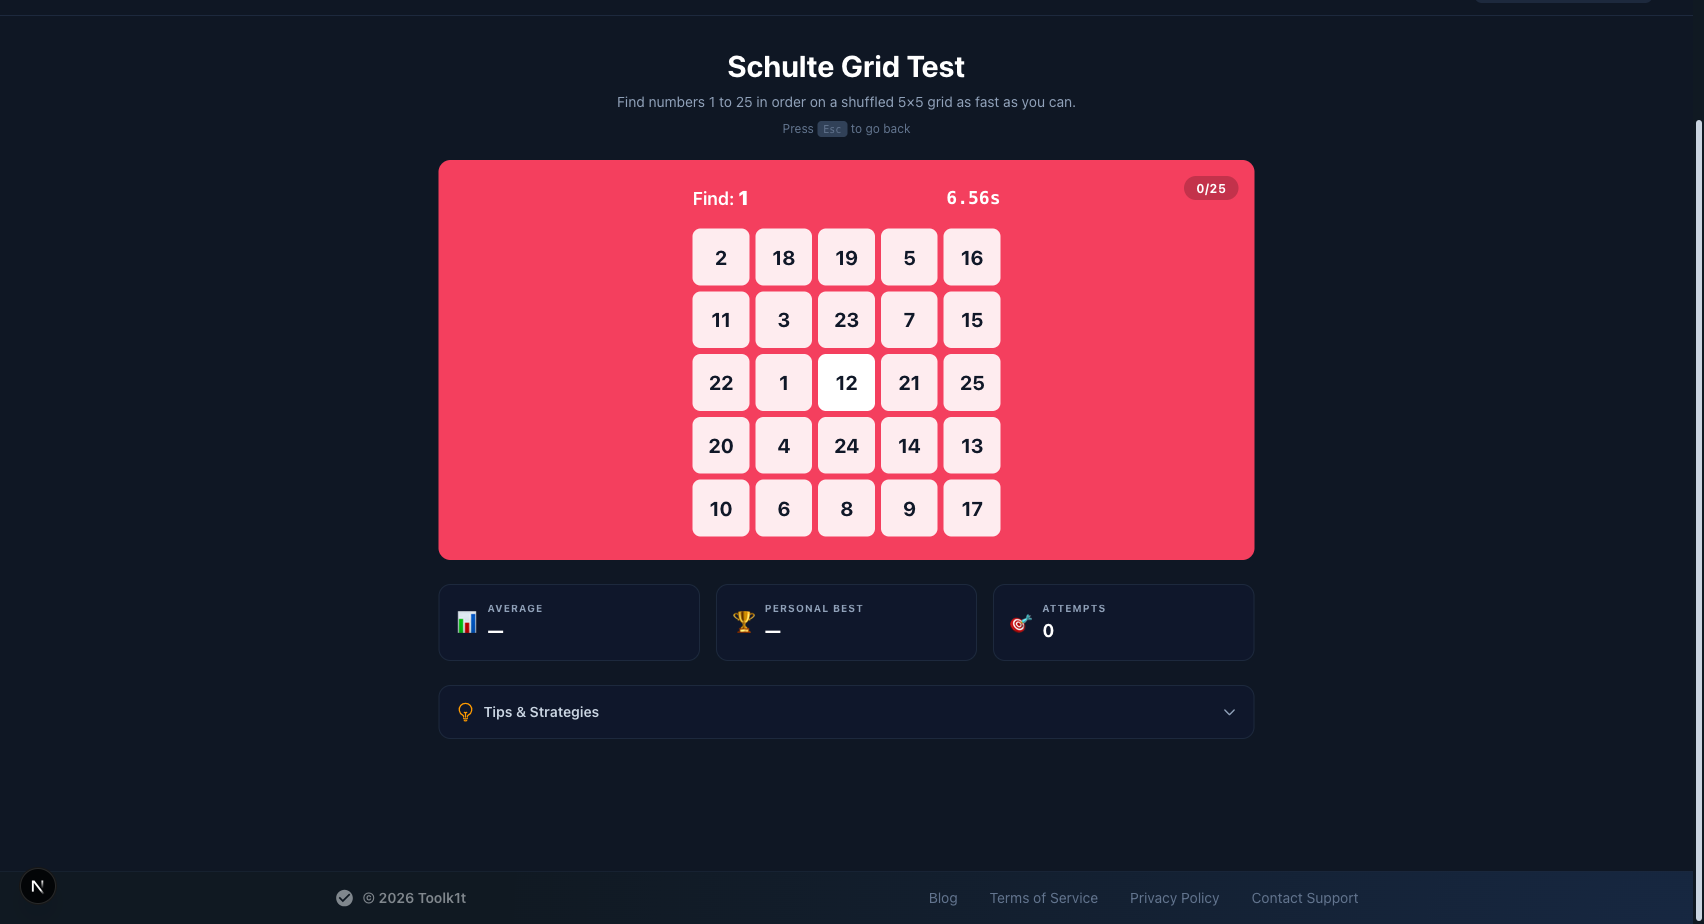 Schulte Grid Test
Find numbers 1 to 25 in order on a shuffled 5×5 grid as fast as you can.
Press Esc to go back
0/25
Find: 1 6.56s
2 18 19 5 16
11 3 23 7 15
22 1 12 21 25
20 4 24 14 13
10 6 8 9 17
AVERAGE
—
PERSONAL BEST
—
ATTEMPTS
0
Tips & Strategies
N
© 2026 Toolk1t
Blog Terms of Service Privacy Policy Contact Support